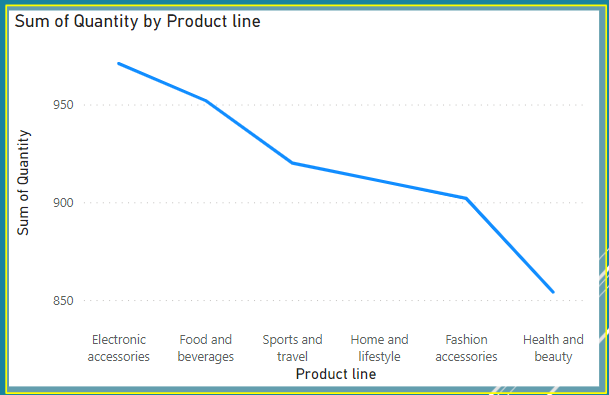 Sum of Quantity by Product line
Sum of Quantity
950
900
850
Electronic accessories
Food and beverages
Sports and travel
Home and lifestyle
Fashion accessories
Health and beauty
Product line